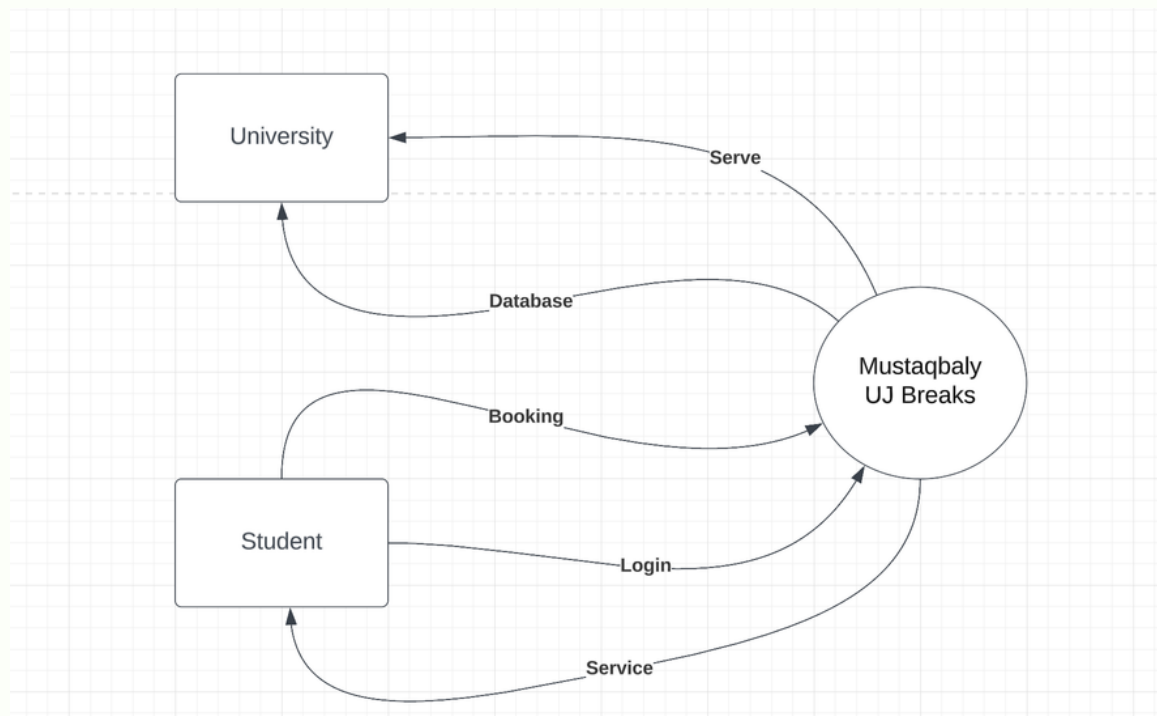 University
Serve
Database
Mustaqbaly
UJ Breaks
Booking
Student
Login
Service